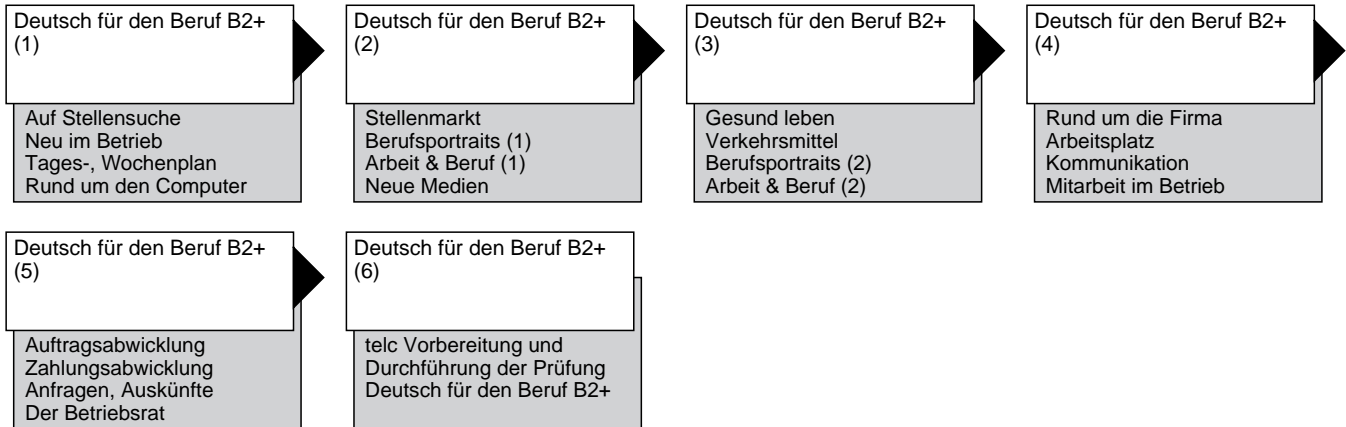 Deutsch für den Beruf B2+
(1)
Auf Stellensuche
Neu im Betrieb
Tages-, Wochenplan
Rund um den Computer
Deutsch für den Beruf B2+
(2)
Stellenmarkt
Berufsportraits (1)
Arbeit & Beruf (1)
Neue Medien
Deutsch für den Beruf B2+
(3)
Gesund leben
Verkehrsmittel
Berufsportraits (2)
Arbeit & Beruf (2)
Deutsch für den Beruf B2+
(4)
Rund um die Firma
Arbeitsplatz
Kommunikation
Mitarbeit im Betrieb
Deutsch für den Beruf B2+
(5)
Auftragsabwicklung
Zahlungsabwicklung
Anfragen, Auskünfte
Der Betriebsrat
Deutsch für den Beruf B2+
(6)
telc Vorbereitung und
Durchführung der Prüfung
Deutsch für den Beruf B2+